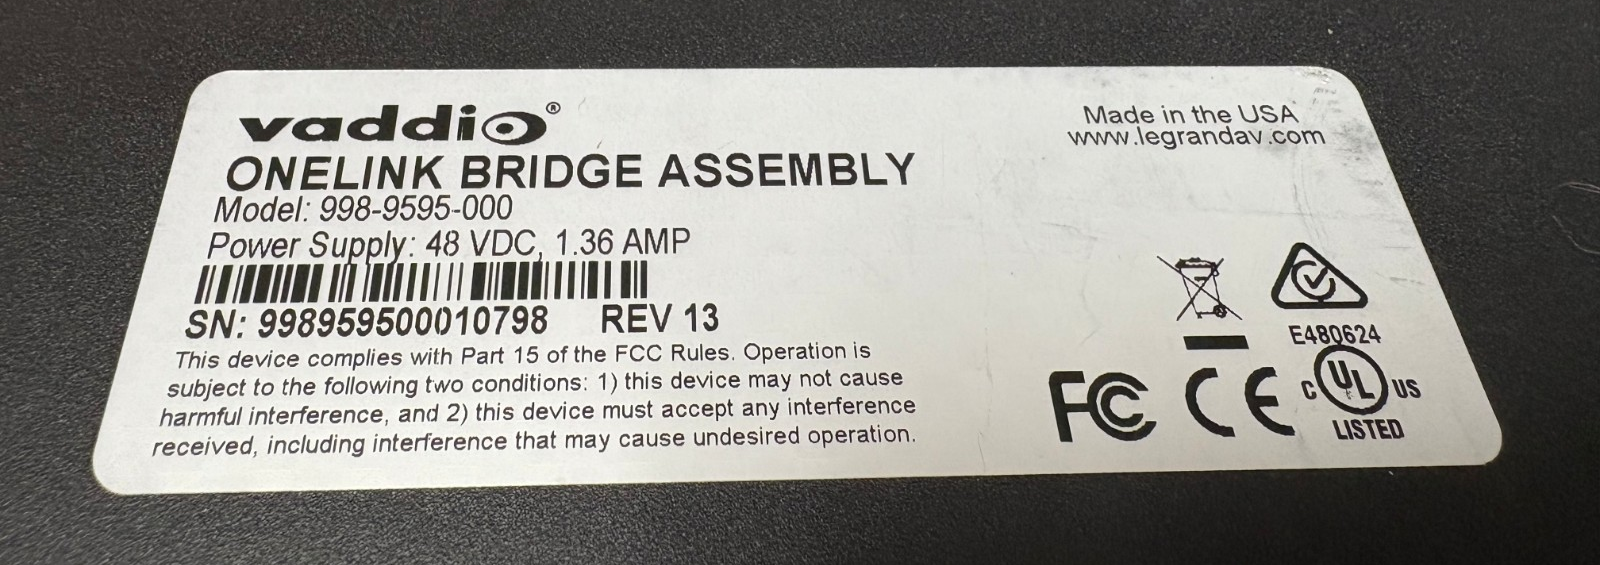 vaddio®
ONELINK BRIDGE ASSEMBLY
Model: 998-9595-000
Power Supply: 48 VDC, 1.36 AMP
SN: 998959500010798 REV 13
This device complies with Part 15 of the FCC Rules. Operation is
subject to the following two conditions: 1) this device may not cause
harmful interference, and 2) this device must accept any interference
received, including interference that may cause undesired operation.
Made in the USA
www.legrandav.com
E480624
FC CE C UL US
LISTED